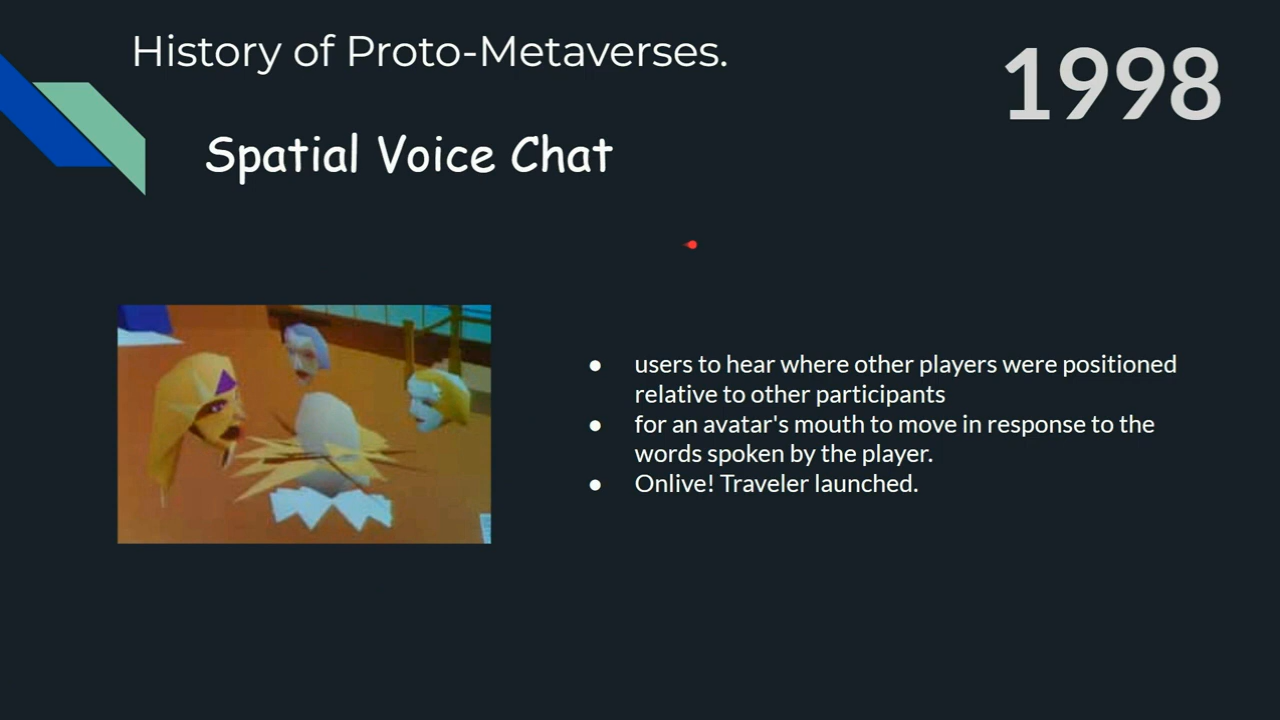 History of Proto-Metaverses.
1998
Spatial Voice Chat
● users to hear where other players were positioned
relative to other participants
● for an avatar's mouth to move in response to the
words spoken by the player.
● Onlive! Traveler launched.